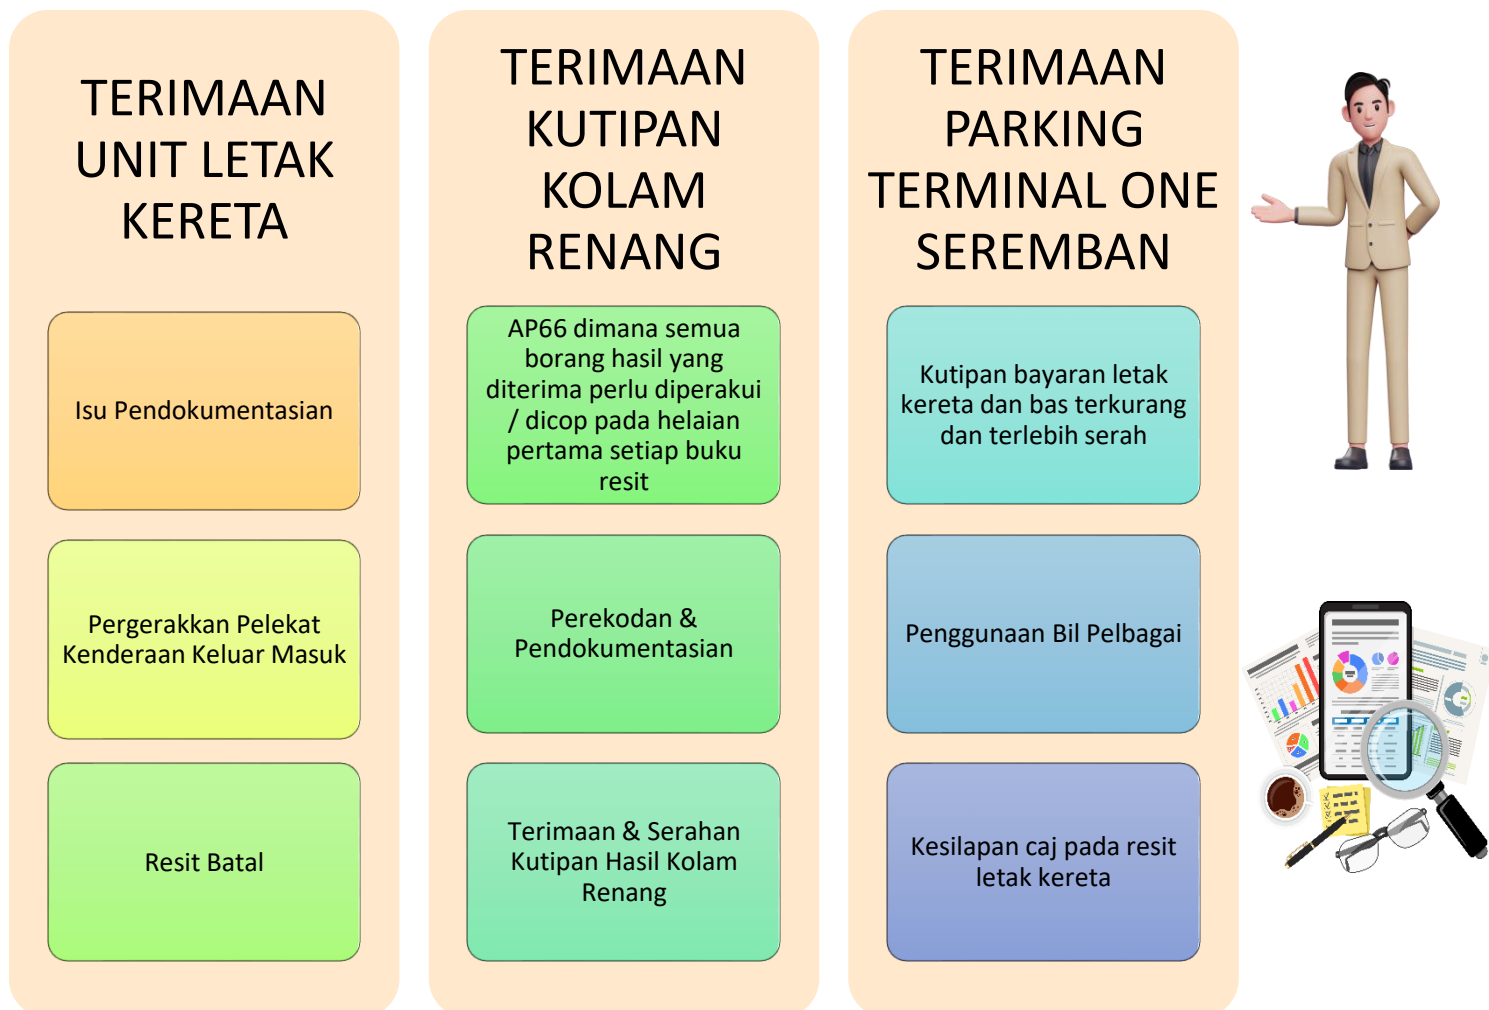 TERIMAAN
UNIT LETAK
KERETA
Isu Pendokumentasian
Pergerakkan Pelekat
Kenderaan Keluar Masuk
Resit Batal
TERIMAAN
KUTIPAN
KOLAM
RENANG
AP66 dimana semua
borang hasil yang
diterima perlu diperakui
/ dicop pada helaian
pertama setiap buku
resit
Perekodan &
Pendokumentasian
Terimaan & Serahan
Kutipan Hasil Kolam
Renang
TERIMAAN
PARKING
TERMINAL ONE
SEREMBAN
Kutipan bayaran letak
kereta dan bas terkurang
dan terlebih serah
Penggunaan Bil Pelbagai
Kesilapan caj pada resit
letak kereta